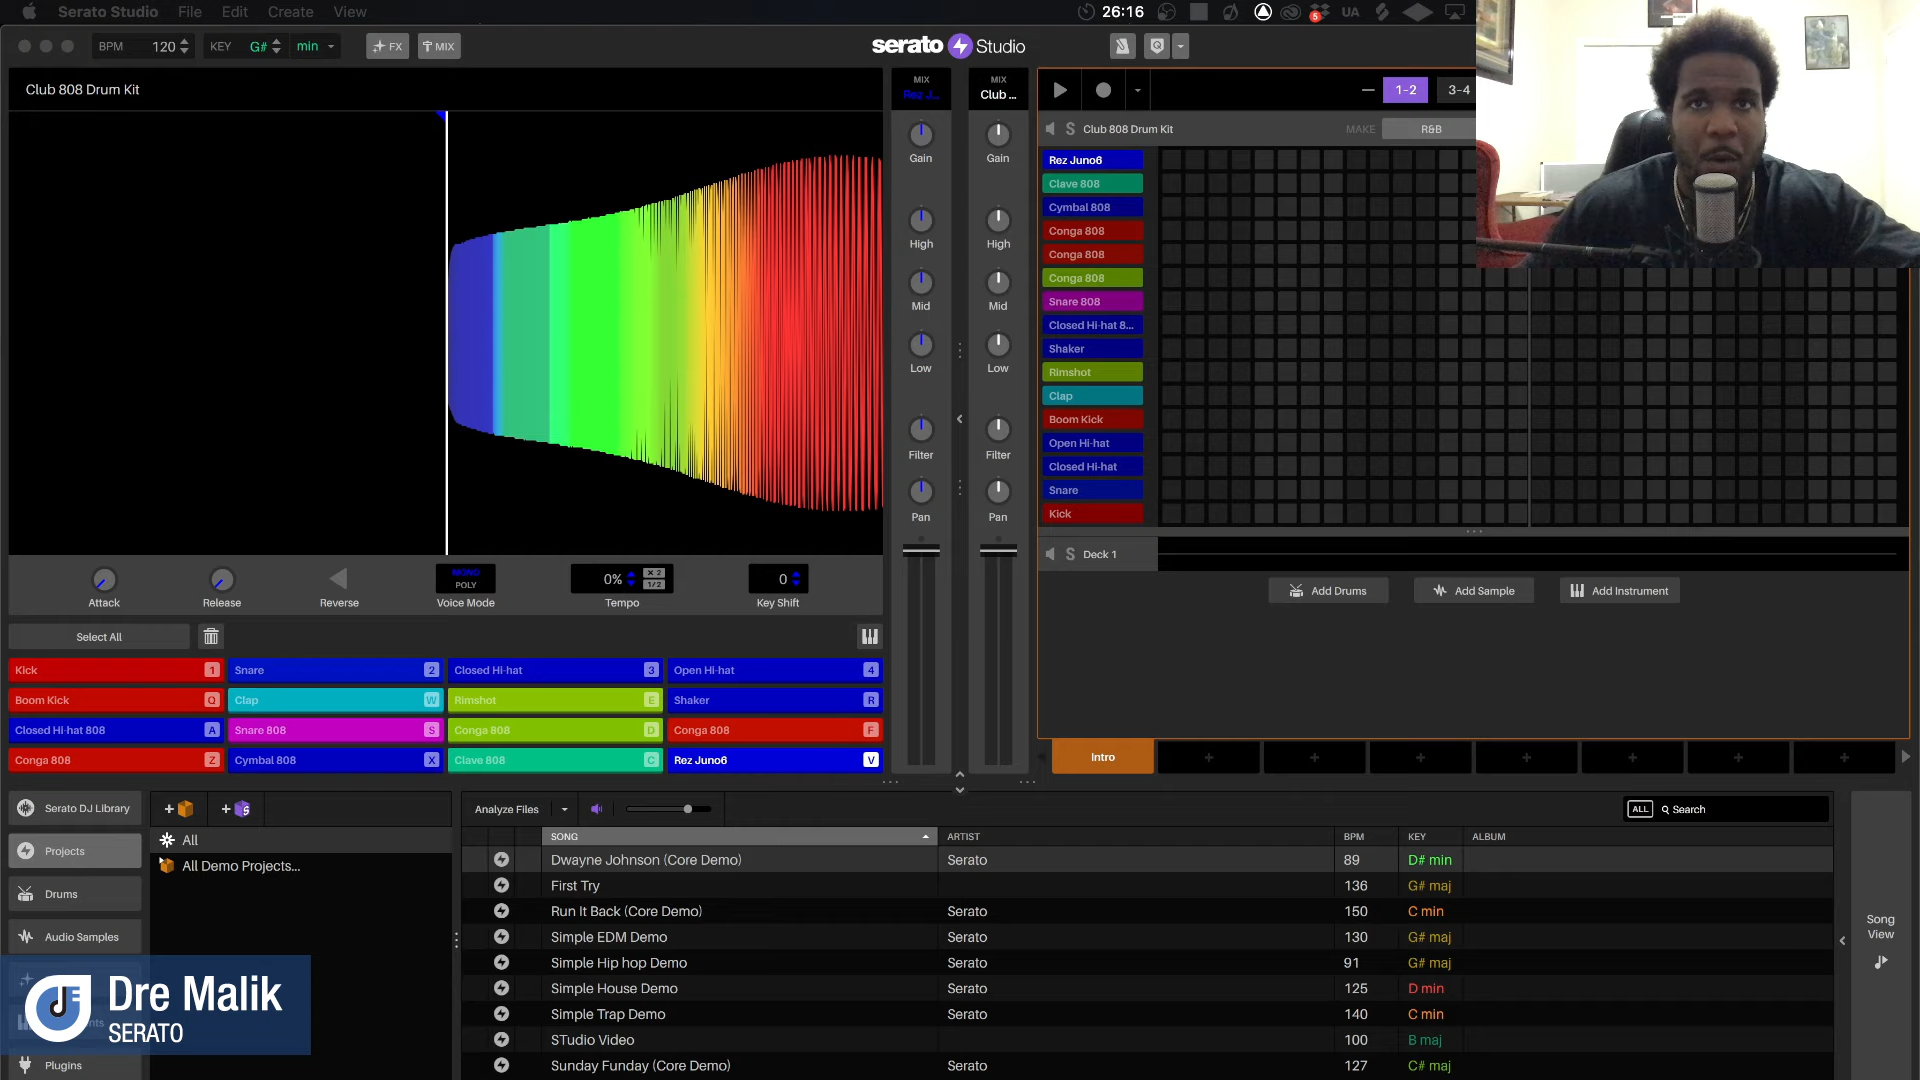 Serato Studio File Edit Create View
26:16 5 UA
BPM 120 KEY G# min FX MIX
serato Studio
Club 808 Drum Kit
MIX
Rez J...
MIX
Club ...
1-2 3-4
Club 808 Drum Kit MAKE R&B
Gain Gain
High High
Mid Mid
Low Low
Filter Filter
Pan Pan
Rez Juno6
Clave 808
Cymbal 808
Conga 808
Conga 808
Conga 808
Snare 808
Closed Hi-hat 8...
Shaker
Rimshot
Clap
Boom Kick
Open Hi-hat
Closed Hi-hat
Snare
Kick
S Deck 1
Add Drums Add Sample Add Instrument
MONO
POLY
0% X 2
1/2
0
Attack Release Reverse Voice Mode Tempo Key Shift
Select All
Kick 1 Snare 2 Closed Hi-hat 3 Open Hi-hat 4
Boom Kick Q Clap W Rimshot E Shaker R
Closed Hi-hat 808 A Snare 808 S Conga 808 D Conga 808 F
Conga 808 Z Cymbal 808 X Clave 808 C Rez Juno6 V
Intro + + + + + + +
Serato DJ Library
Projects
Drums
Audio Samples
Plugins
All
All Demo Projects...
Analyze Files ALL Search
SONG ARTIST BPM KEY ALBUM
Dwayne Johnson (Core Demo) Serato 89 D# min
First Try 136 G# maj
Run It Back (Core Demo) Serato 150 C min
Simple EDM Demo Serato 130 G# maj
Simple Hip hop Demo Serato 91 G# maj
Simple House Demo Serato 125 D min
Simple Trap Demo Serato 140 C min
STudio Video 100 B maj
Sunday Funday (Core Demo) Serato 127 C# maj
Song
View
Dre Malik
SERATO